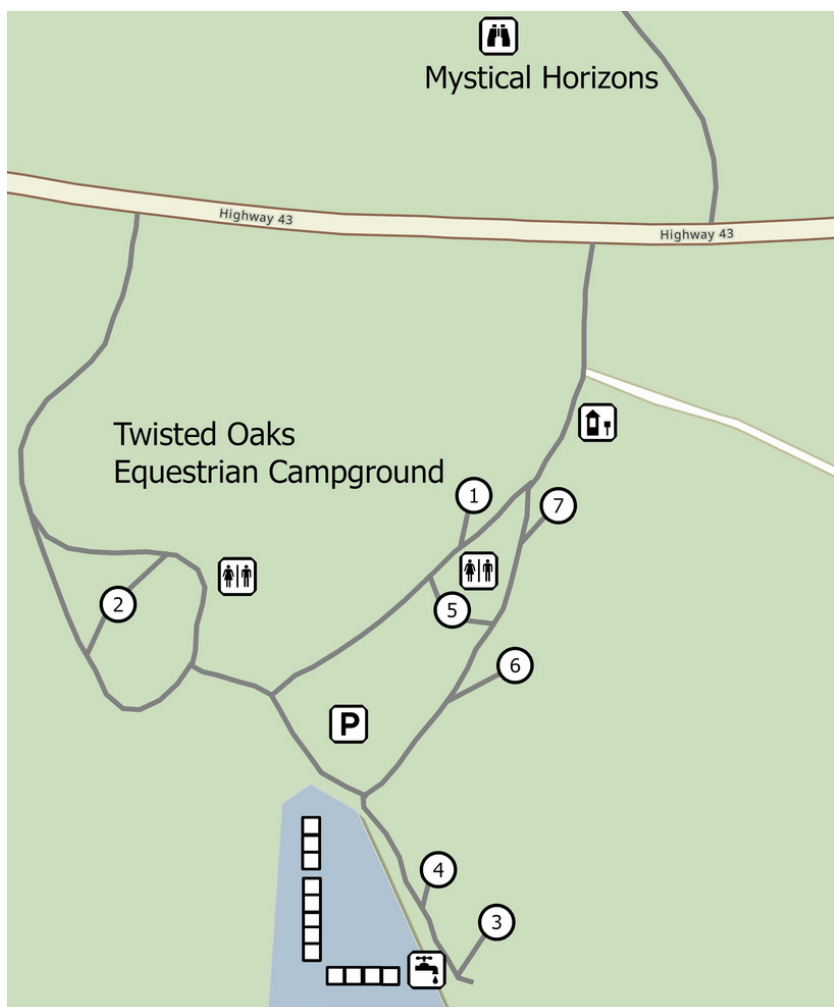 Mystical Horizons
Highway 43
Highway 43
Twisted Oaks
Equestrian Campground
1
7
2
5
6
P
4
3